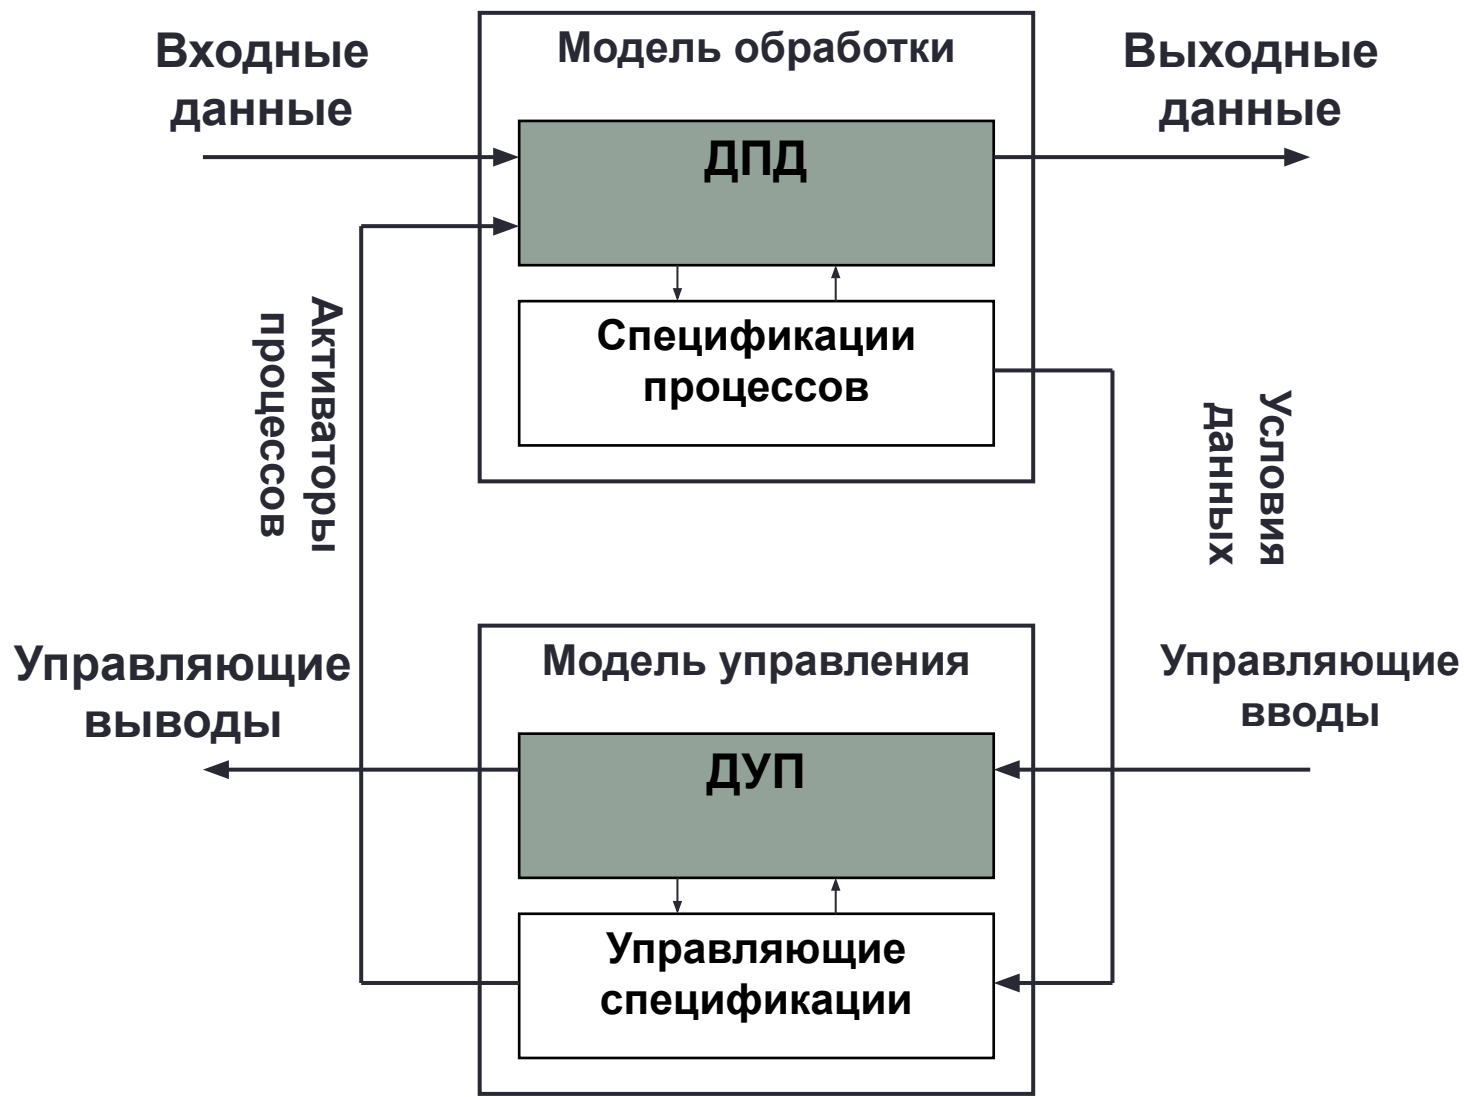 Модель обработки
Входные
данные
Выходные
данные
ДПД
Спецификации
процессов
Активаторы
процессов
Условия
данных
Модель управления
Управляющие
выводы
Управляющие
вводы
ДУП
Управляющие
спецификации